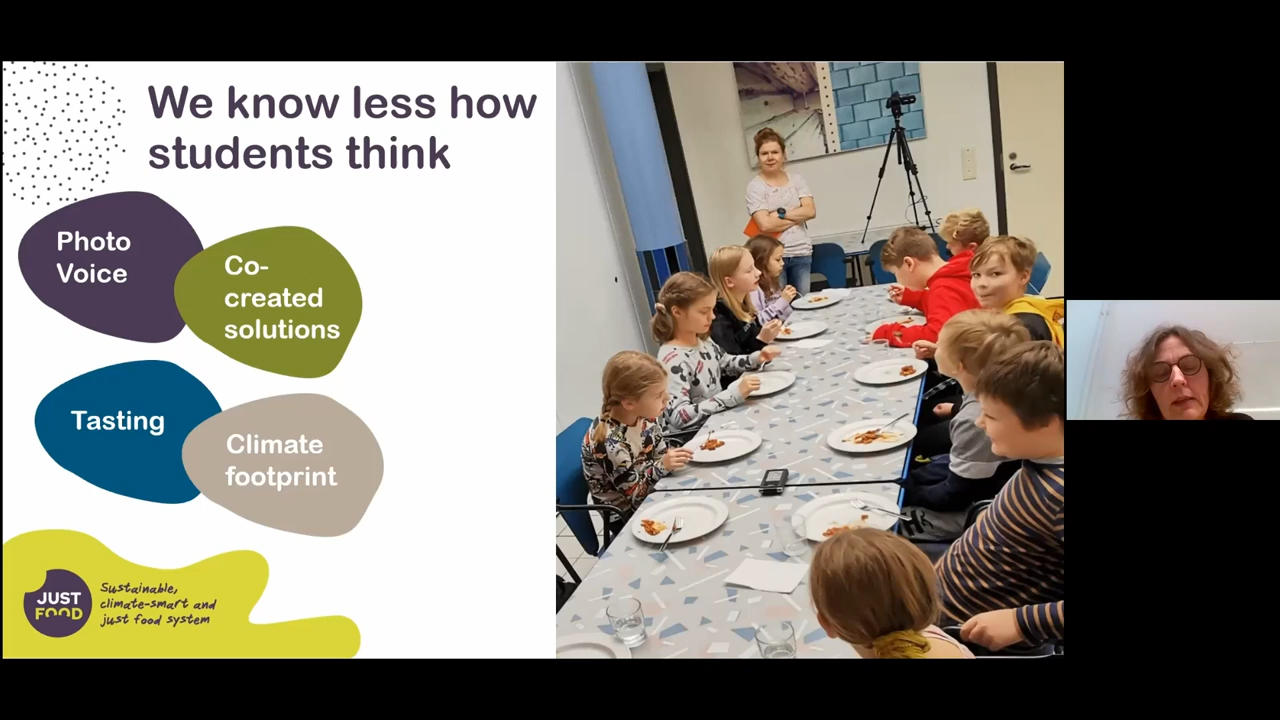 We know less how
students think
Photo
Voice
Co-
created
solutions
Tasting
Climate
footprint
JUST
FOOD
Sustainable,
climate-smart and
just food system